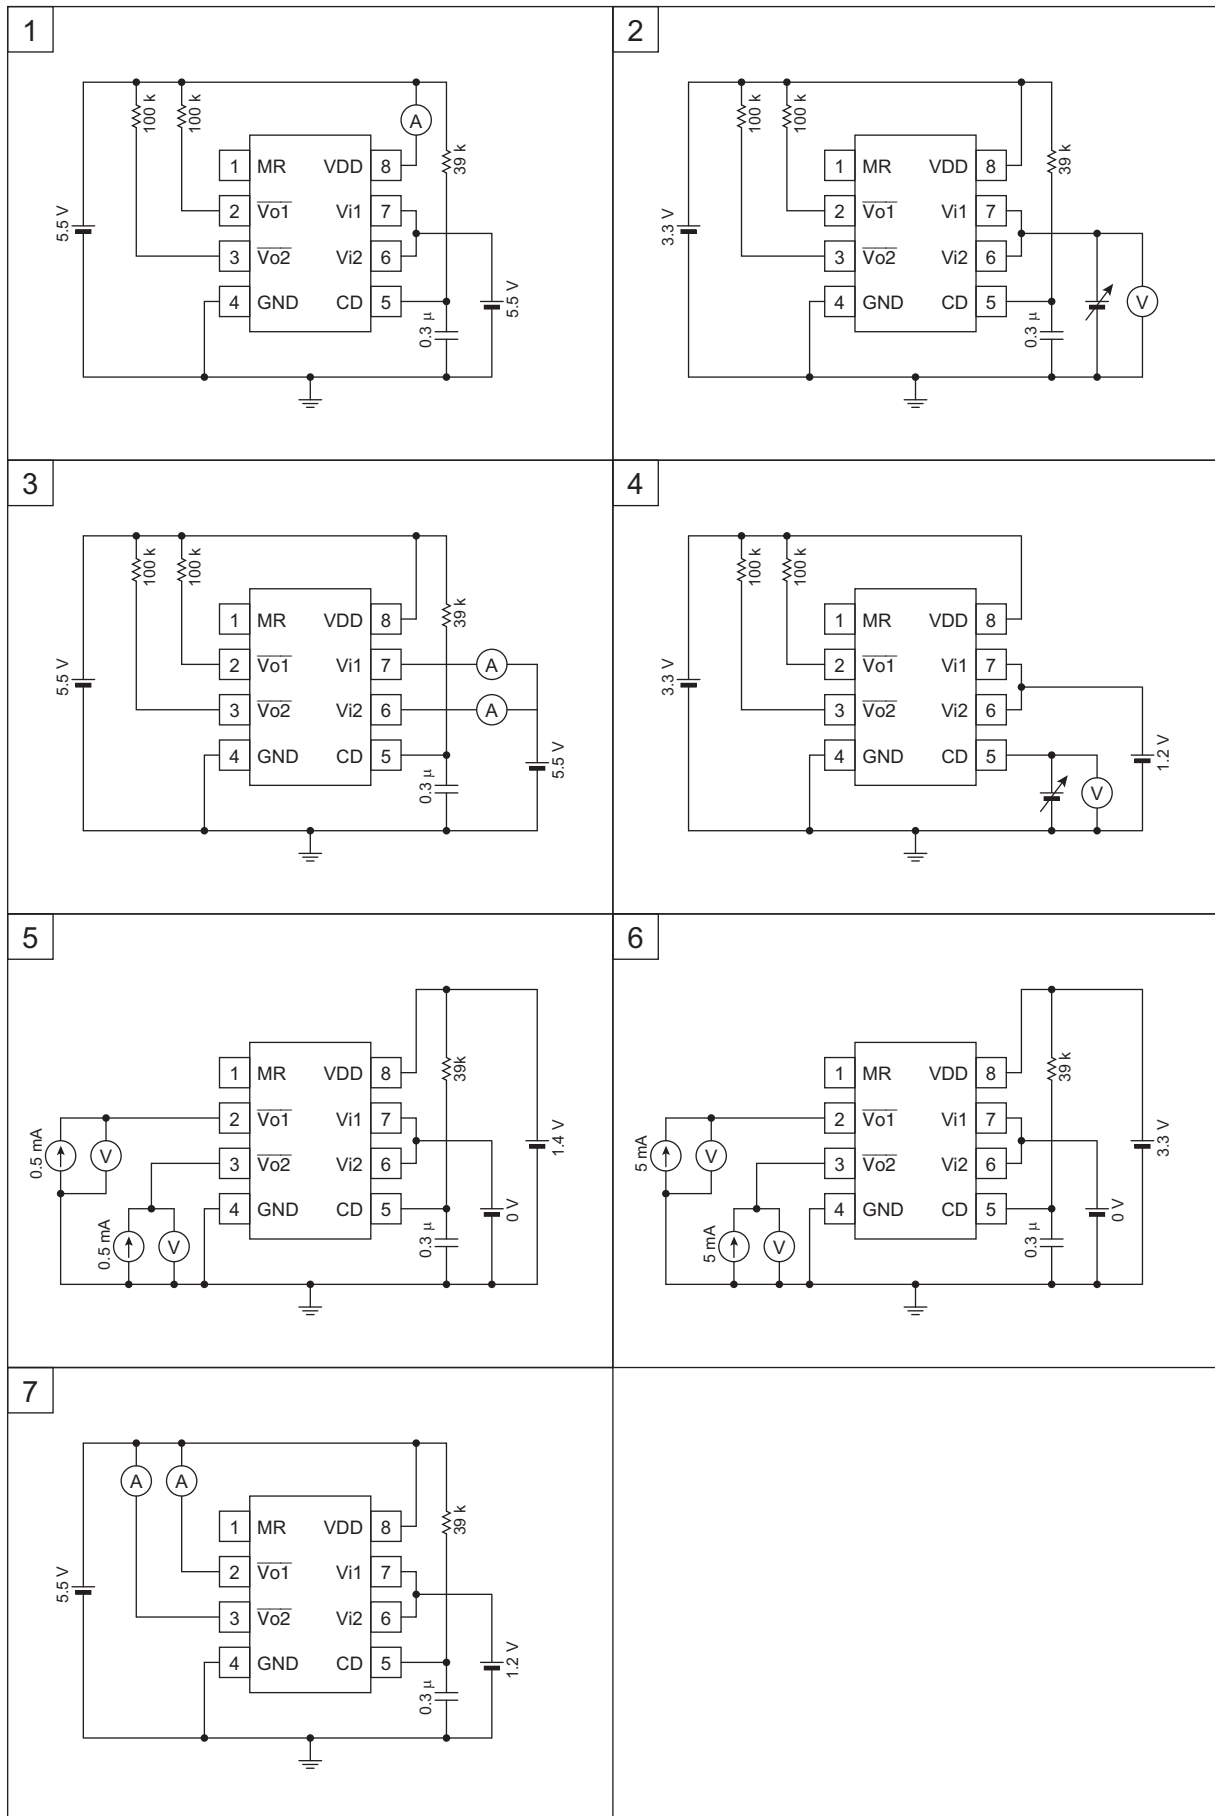 1
5.5 V
100 k
100 k
A
39 k
1 MR VDD 8
2 Vo1 Vi1 7
3 Vo2 Vi2 6
4 GND CD 5
0.3 μ
5.5 V
2
3.3 V
100 k
100 k
39 k
1 MR VDD 8
2 Vo1 Vi1 7
3 Vo2 Vi2 6
4 GND CD 5
0.3 μ
V
3
5.5 V
100 k
100 k
39 k
1 MR VDD 8
2 Vo1 Vi1 7
A
3 Vo2 Vi2 6
A
4 GND CD 5
0.3 μ
5.5 V
4
3.3 V
100 k
100 k
1 MR VDD 8
2 Vo1 Vi1 7
3 Vo2 Vi2 6
4 GND CD 5
V
1.2 V
5
0.5 mA
V
0.5 mA
V
1 MR VDD 8
2 Vo1 Vi1 7
3 Vo2 Vi2 6
4 GND CD 5
39k
0.3 μ
0 V
1.4 V
6
5 mA
V
5 mA
V
1 MR VDD 8
2 Vo1 Vi1 7
3 Vo2 Vi2 6
4 GND CD 5
39 k
0.3 μ
0 V
3.3 V
7
5.5 V
A
A
39 k
1 MR VDD 8
2 Vo1 Vi1 7
3 Vo2 Vi2 6
4 GND CD 5
0.3 μ
1.2 V